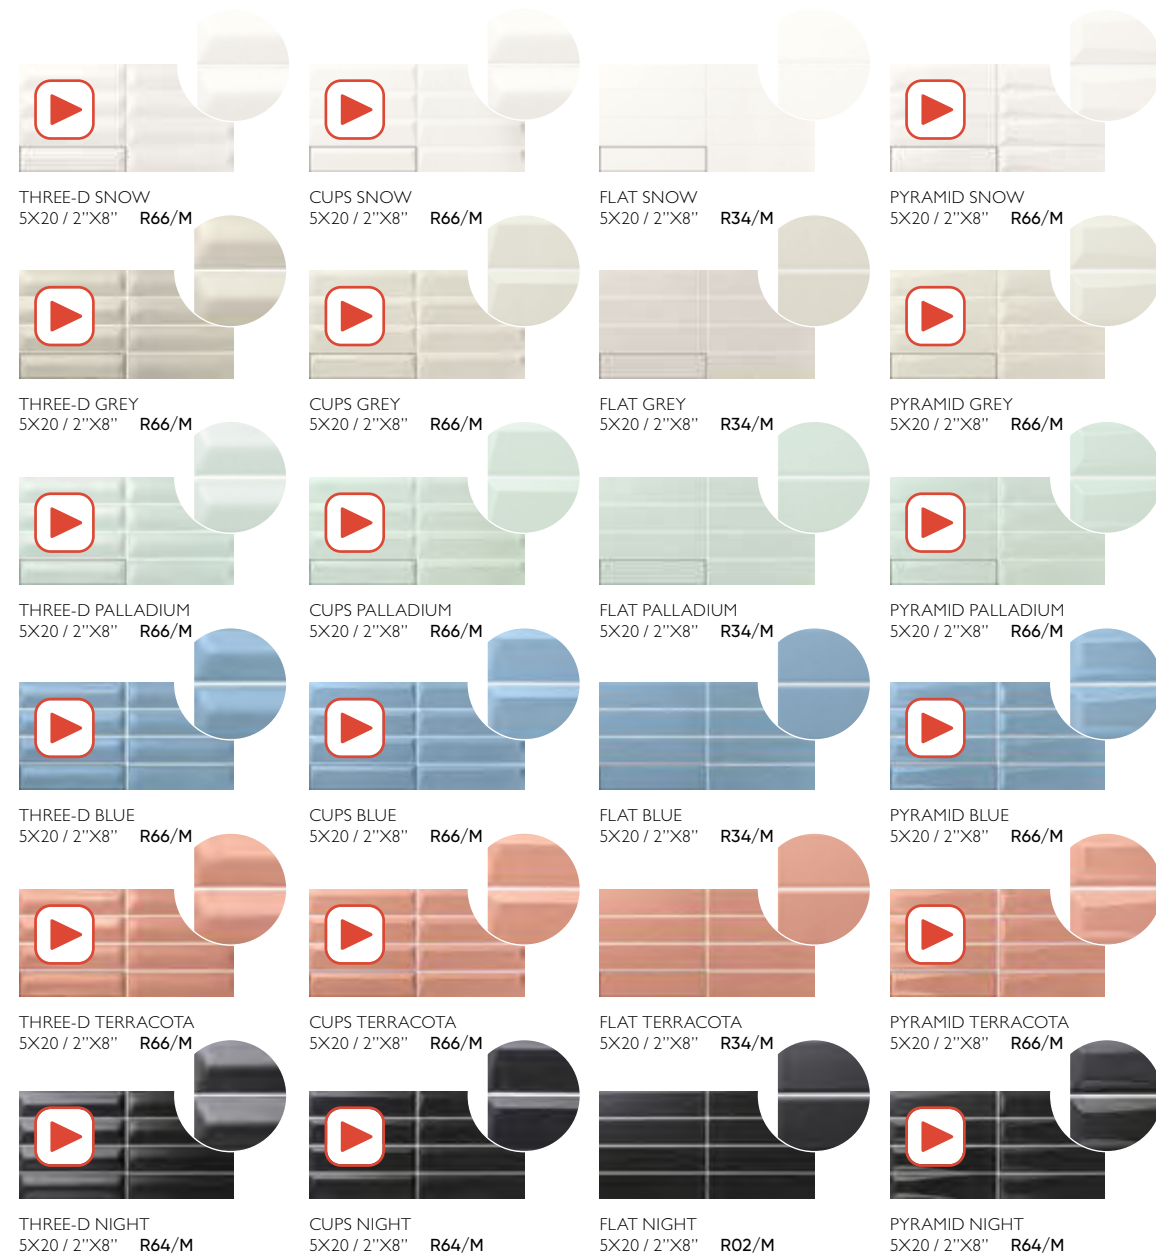 THREE-D SNOW
5X20 / 2”X8” R66/M
CUPS SNOW
5X20 / 2”X8” R66/M
FLAT SNOW
5X20 / 2”X8” R34/M
PYRAMID SNOW
5X20 / 2”X8” R66/M
THREE-D GREY
5X20 / 2”X8” R66/M
CUPS GREY
5X20 / 2”X8” R66/M
FLAT GREY
5X20 / 2”X8” R34/M
PYRAMID GREY
5X20 / 2”X8” R66/M
THREE-D PALLADIUM
5X20 / 2”X8” R66/M
CUPS PALLADIUM
5X20 / 2”X8” R66/M
FLAT PALLADIUM
5X20 / 2”X8” R34/M
PYRAMID PALLADIUM
5X20 / 2”X8” R66/M
THREE-D BLUE
5X20 / 2”X8” R66/M
CUPS BLUE
5X20 / 2”X8” R66/M
FLAT BLUE
5X20 / 2”X8” R34/M
PYRAMID BLUE
5X20 / 2”X8” R66/M
THREE-D TERRACOTA
5X20 / 2”X8” R66/M
CUPS TERRACOTA
5X20 / 2”X8” R66/M
FLAT TERRACOTA
5X20 / 2”X8” R34/M
PYRAMID TERRACOTA
5X20 / 2”X8” R66/M
THREE-D NIGHT
5X20 / 2”X8” R64/M
CUPS NIGHT
5X20 / 2”X8” R64/M
FLAT NIGHT
5X20 / 2”X8” R02/M
PYRAMID NIGHT
5X20 / 2”X8” R64/M